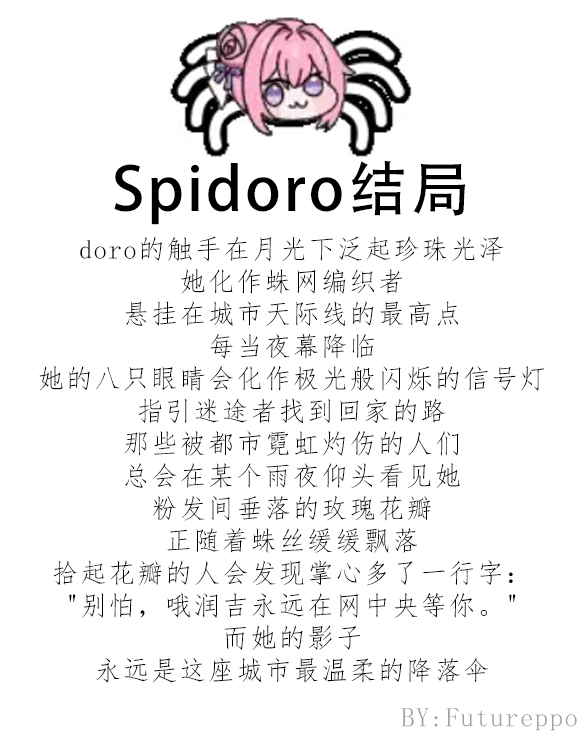 Spidoro结局
doro的触手在月光下泛起珍珠光泽
她化作蛛网编织者
悬挂在城市天际线的最高点
每当夜幕降临
她的八只眼睛会化作极光般闪烁的信号灯
指引迷途者找到回家的路
那些被都市霓虹灼伤的人们
总会在某个雨夜仰头看见她
粉发间垂落的玫瑰花瓣
正随着蛛丝缓缓飘落
拾起花瓣的人会发现掌心多了一行字：
"别怕，哦润吉永远在网中央等你。"
而她的影子
永远是这座城市最温柔的降落伞
BY:Futureppo